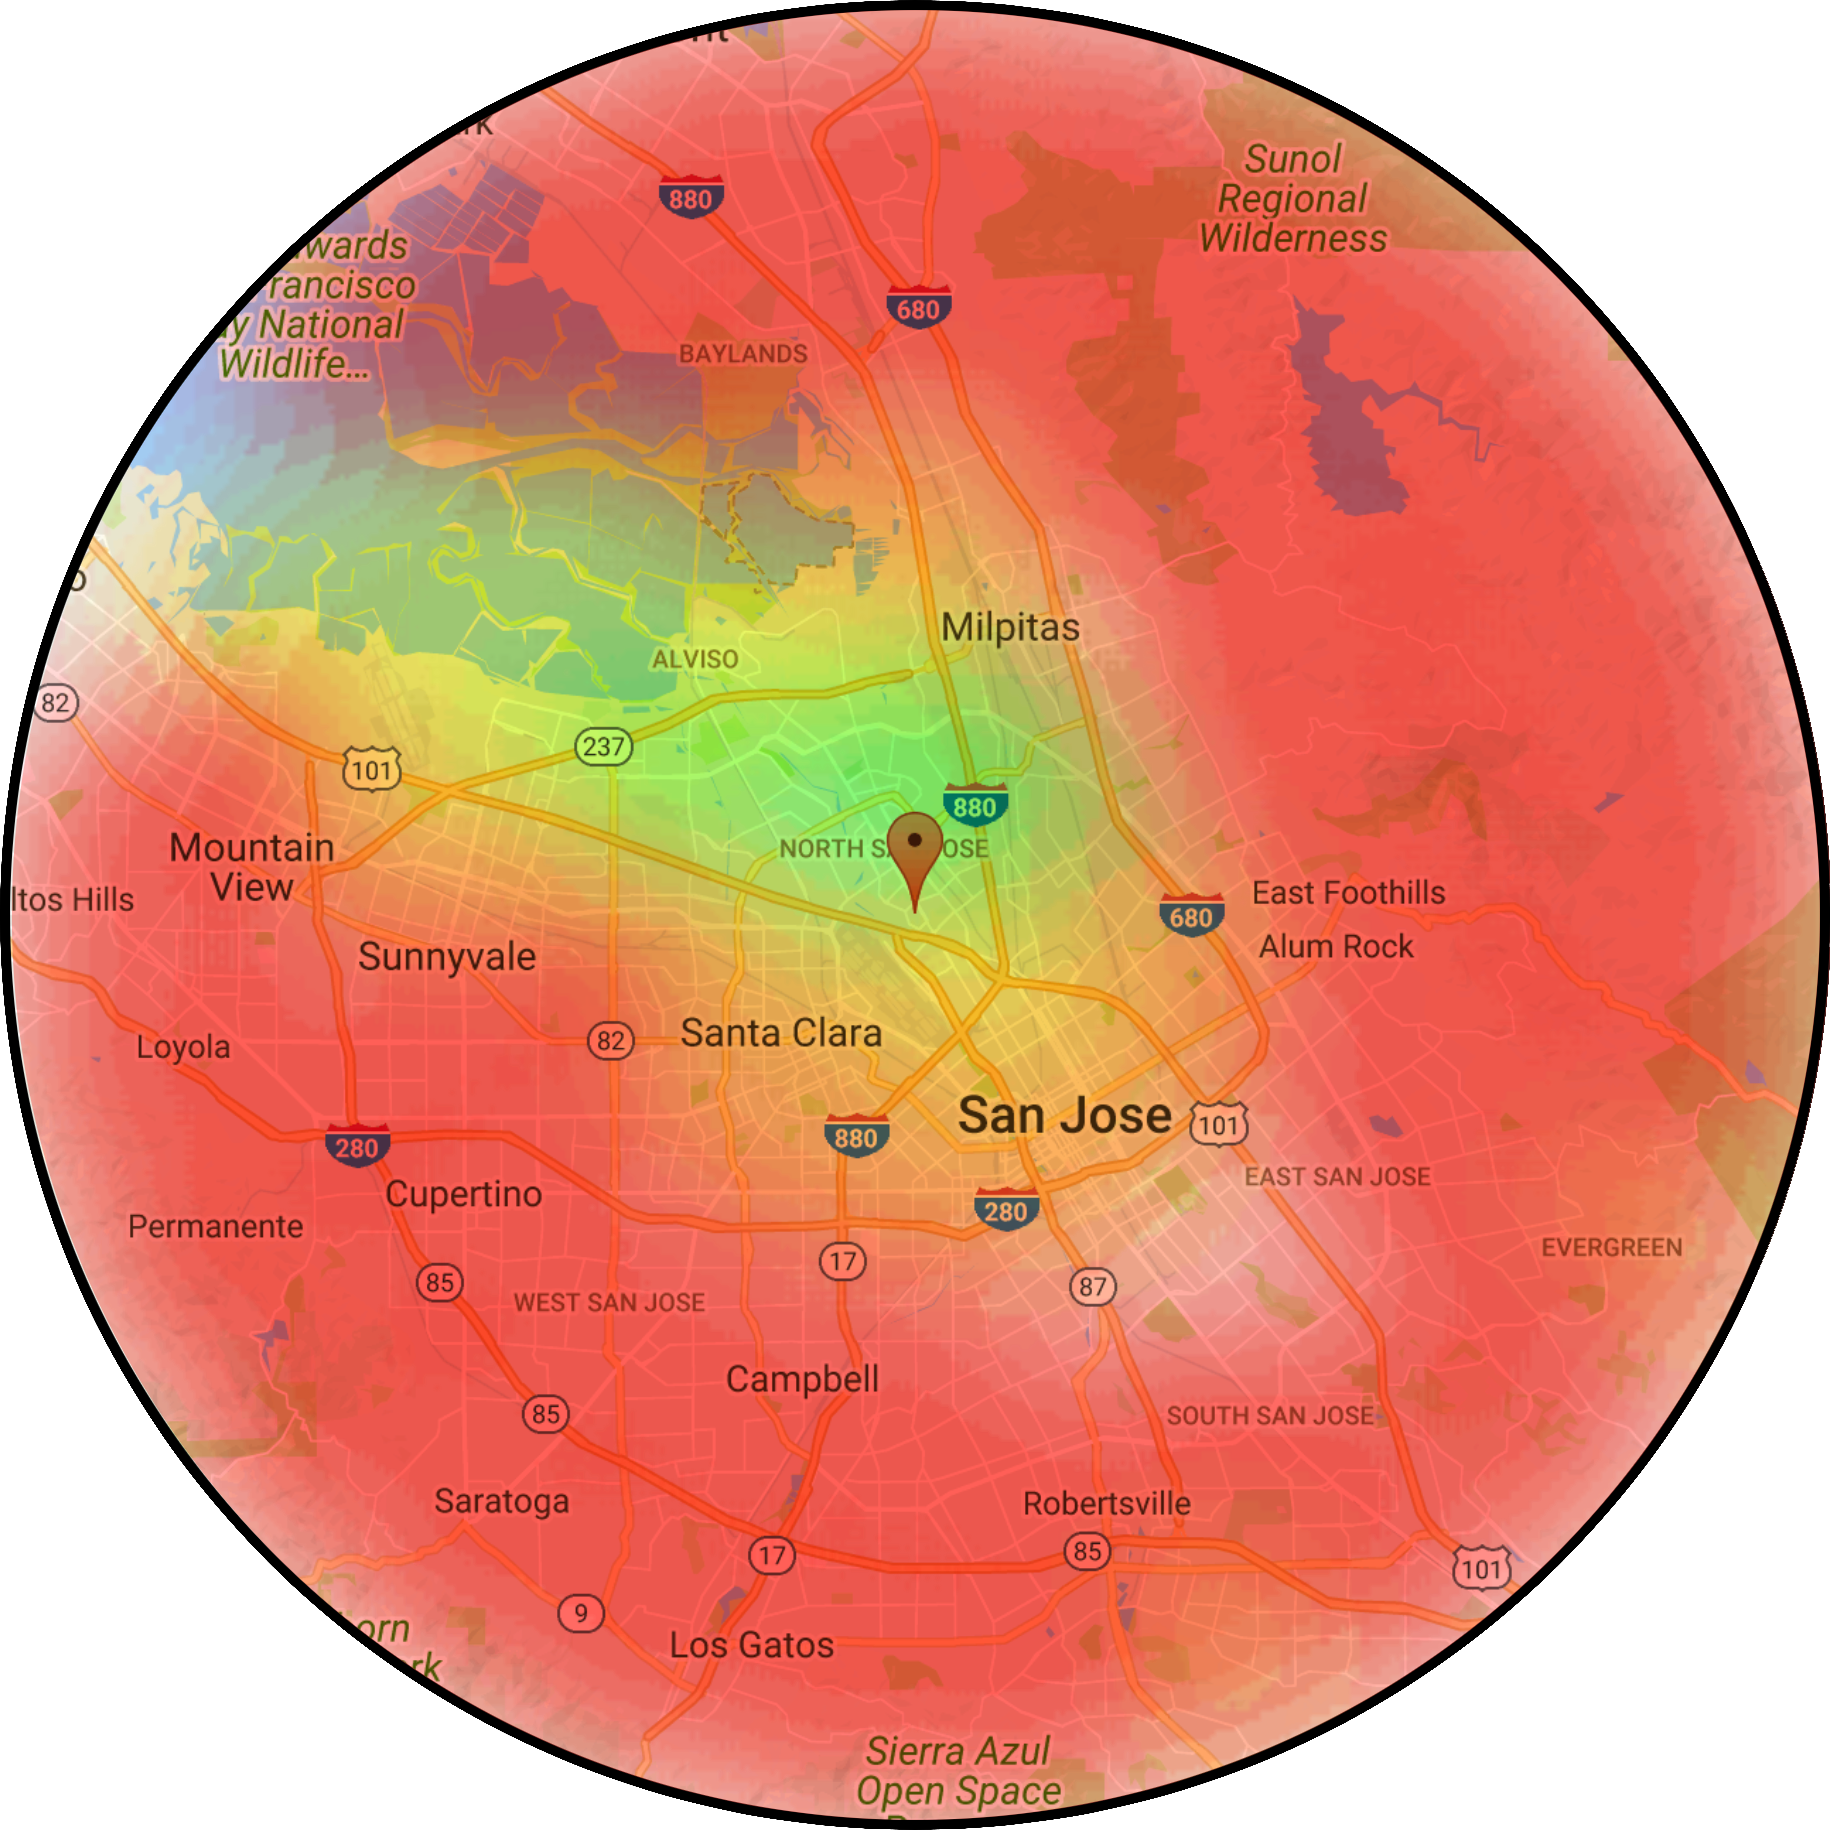 880
Sunol
Regional
Wilderness
680
BAYLANDS
Wildlife...
y National
Milpitas
ALVISO
82
237
101
880
NORTH SA
OSE
Mountain
View
ltos Hills
East Foothills
680
Alum Rock
Sunnyvale
Santa Clara
82
Loyola
San Jose
101
880
280
Cupertino
EAST SAN JOSE
280
Permanente
EVERGREEN
17
85
87
WEST SAN JOSE
Campbell
85
SOUTH SAN JOSE
Saratoga
Robertsville
17
85
101
9
orn
rk
Los Gatos
Sierra Azul
Open Space